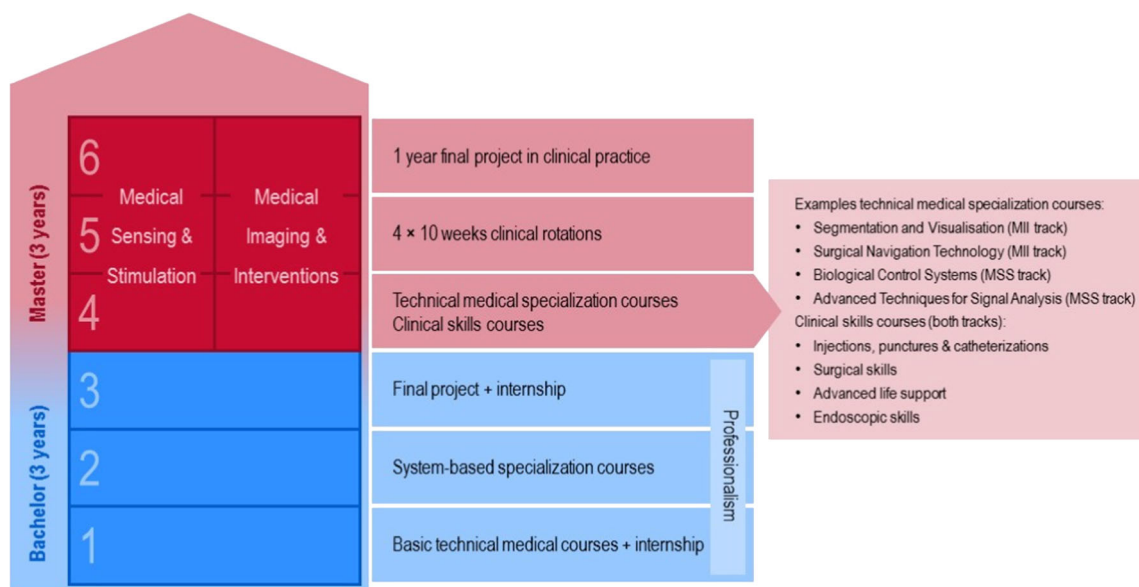 Master (3 years)
Bachelor (3 years)
6
5
4
3
2
1
Medical
Sensing &
Stimulation
Medical
Imaging &
Interventions
1 year final project in clinical practice
4 × 10 weeks clinical rotations
Technical medical specialization courses
Clinical skills courses
Final project + internship
System-based specialization courses
Basic technical medical courses + internship
Professionalism
Examples technical medical specialization courses:
• Segmentation and Visualisation (MII track)
• Surgical Navigation Technology (MII track)
• Biological Control Systems (MSS track)
• Advanced Techniques for Signal Analysis (MSS track)
Clinical skills courses (both tracks):
• Injections, punctures & catheterizations
• Surgical skills
• Advanced life support
• Endoscopic skills